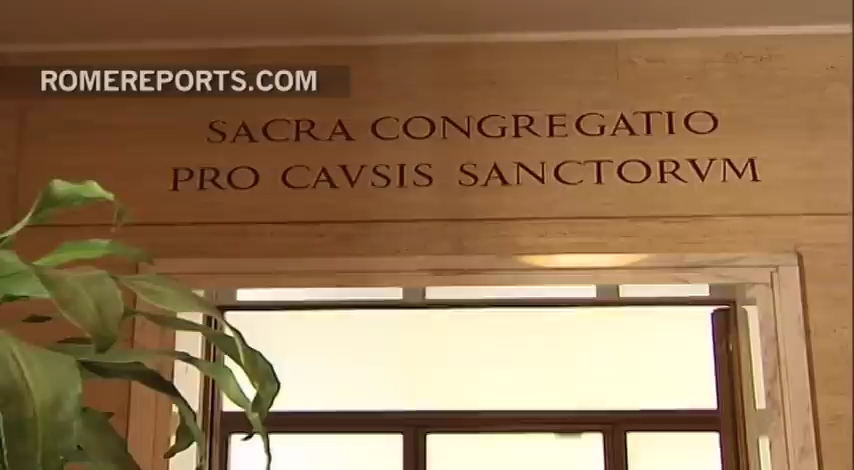 ROMEREPORTS.COM
SACRA CONGREGATIO
PRO CAVSIS SANCTORVM